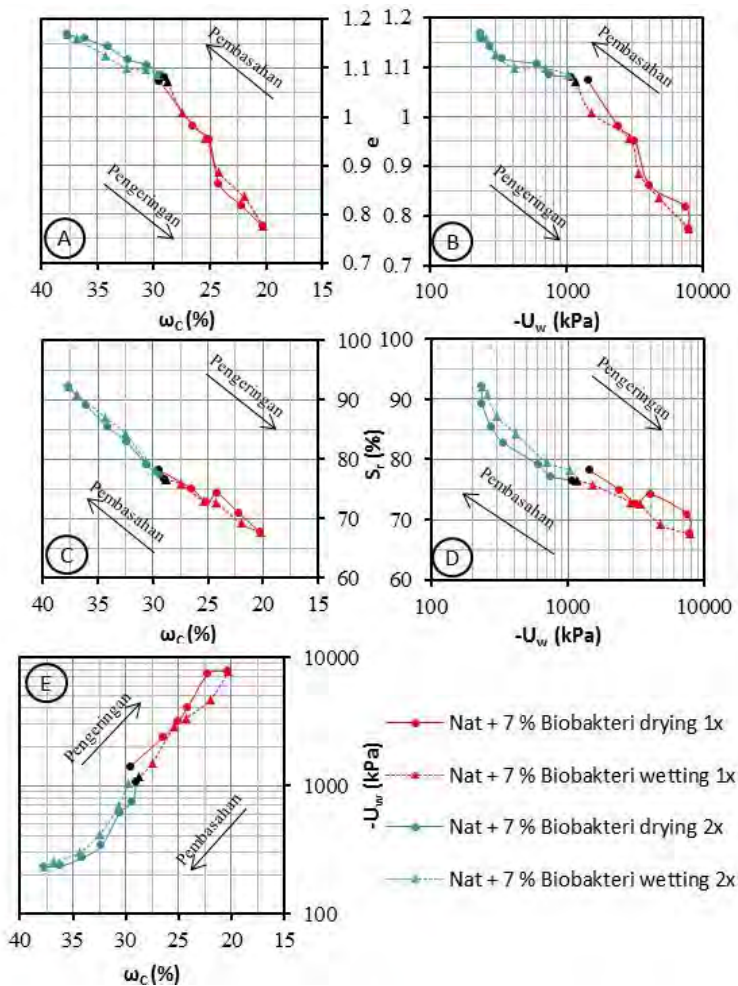 1.2
1.1
1
0.9
0.8
0.7
e
Pembasahan
Pengeringan
A
40 35 30 25 20 15
ωc (%)
1.2
1.1
1
0.9
0.8
0.7
Pembasahan
Pengeringan
B
100 1000 10000
-Uw (kPa)
100
90
80
70
60
Sr (%)
Pengeringan
Pembasahan
C
40 35 30 25 20 15
ωc (%)
100
90
80
70
60
Pengeringan
Pembasahan
D
100 1000 10000
-Uw (kPa)
E
10000
1000
100
-Uw (kPa)
Pengeringan
Pembasahan
40 35 30 25 20 15
ωc (%)
Nat + 7 % Biobakteri drying 1x
Nat + 7 % Biobakteri wetting 1x
Nat + 7 % Biobakteri drying 2x
Nat + 7 % Biobakteri wetting 2x